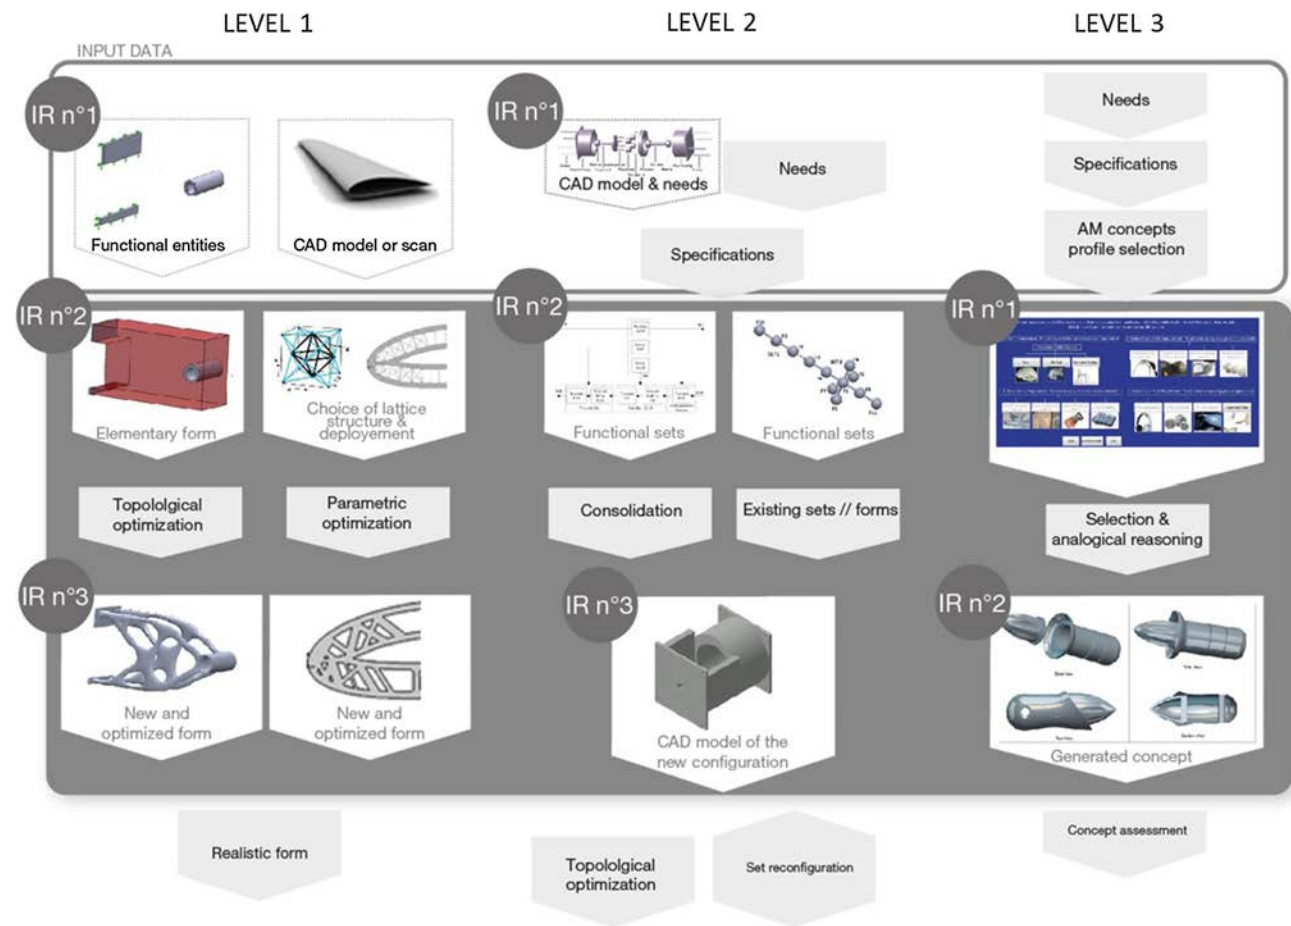 LEVEL 1
LEVEL 2
LEVEL 3
INPUT DATA
IR n°1
Functional entities
CAD model or scan
IR n°1
CAD model & needs
Needs
Specifications
Needs
Specifications
AM concepts
profile selection
IR n°2
Elementary form
Choice of lattice
structure &
deployement
IR n°2
Functional sets
Functional sets
IR n°1
Topololgical
optimization
Parametric
optimization
Consolidation
Existing sets // forms
Selection &
analogical reasoning
IR n°3
New and
optimized form
New and
optimized form
IR n°3
CAD model of the
new configuration
IR n°2
Generated concept
Realistic form
Topololgical
optimization
Set reconfiguration
Concept assessment